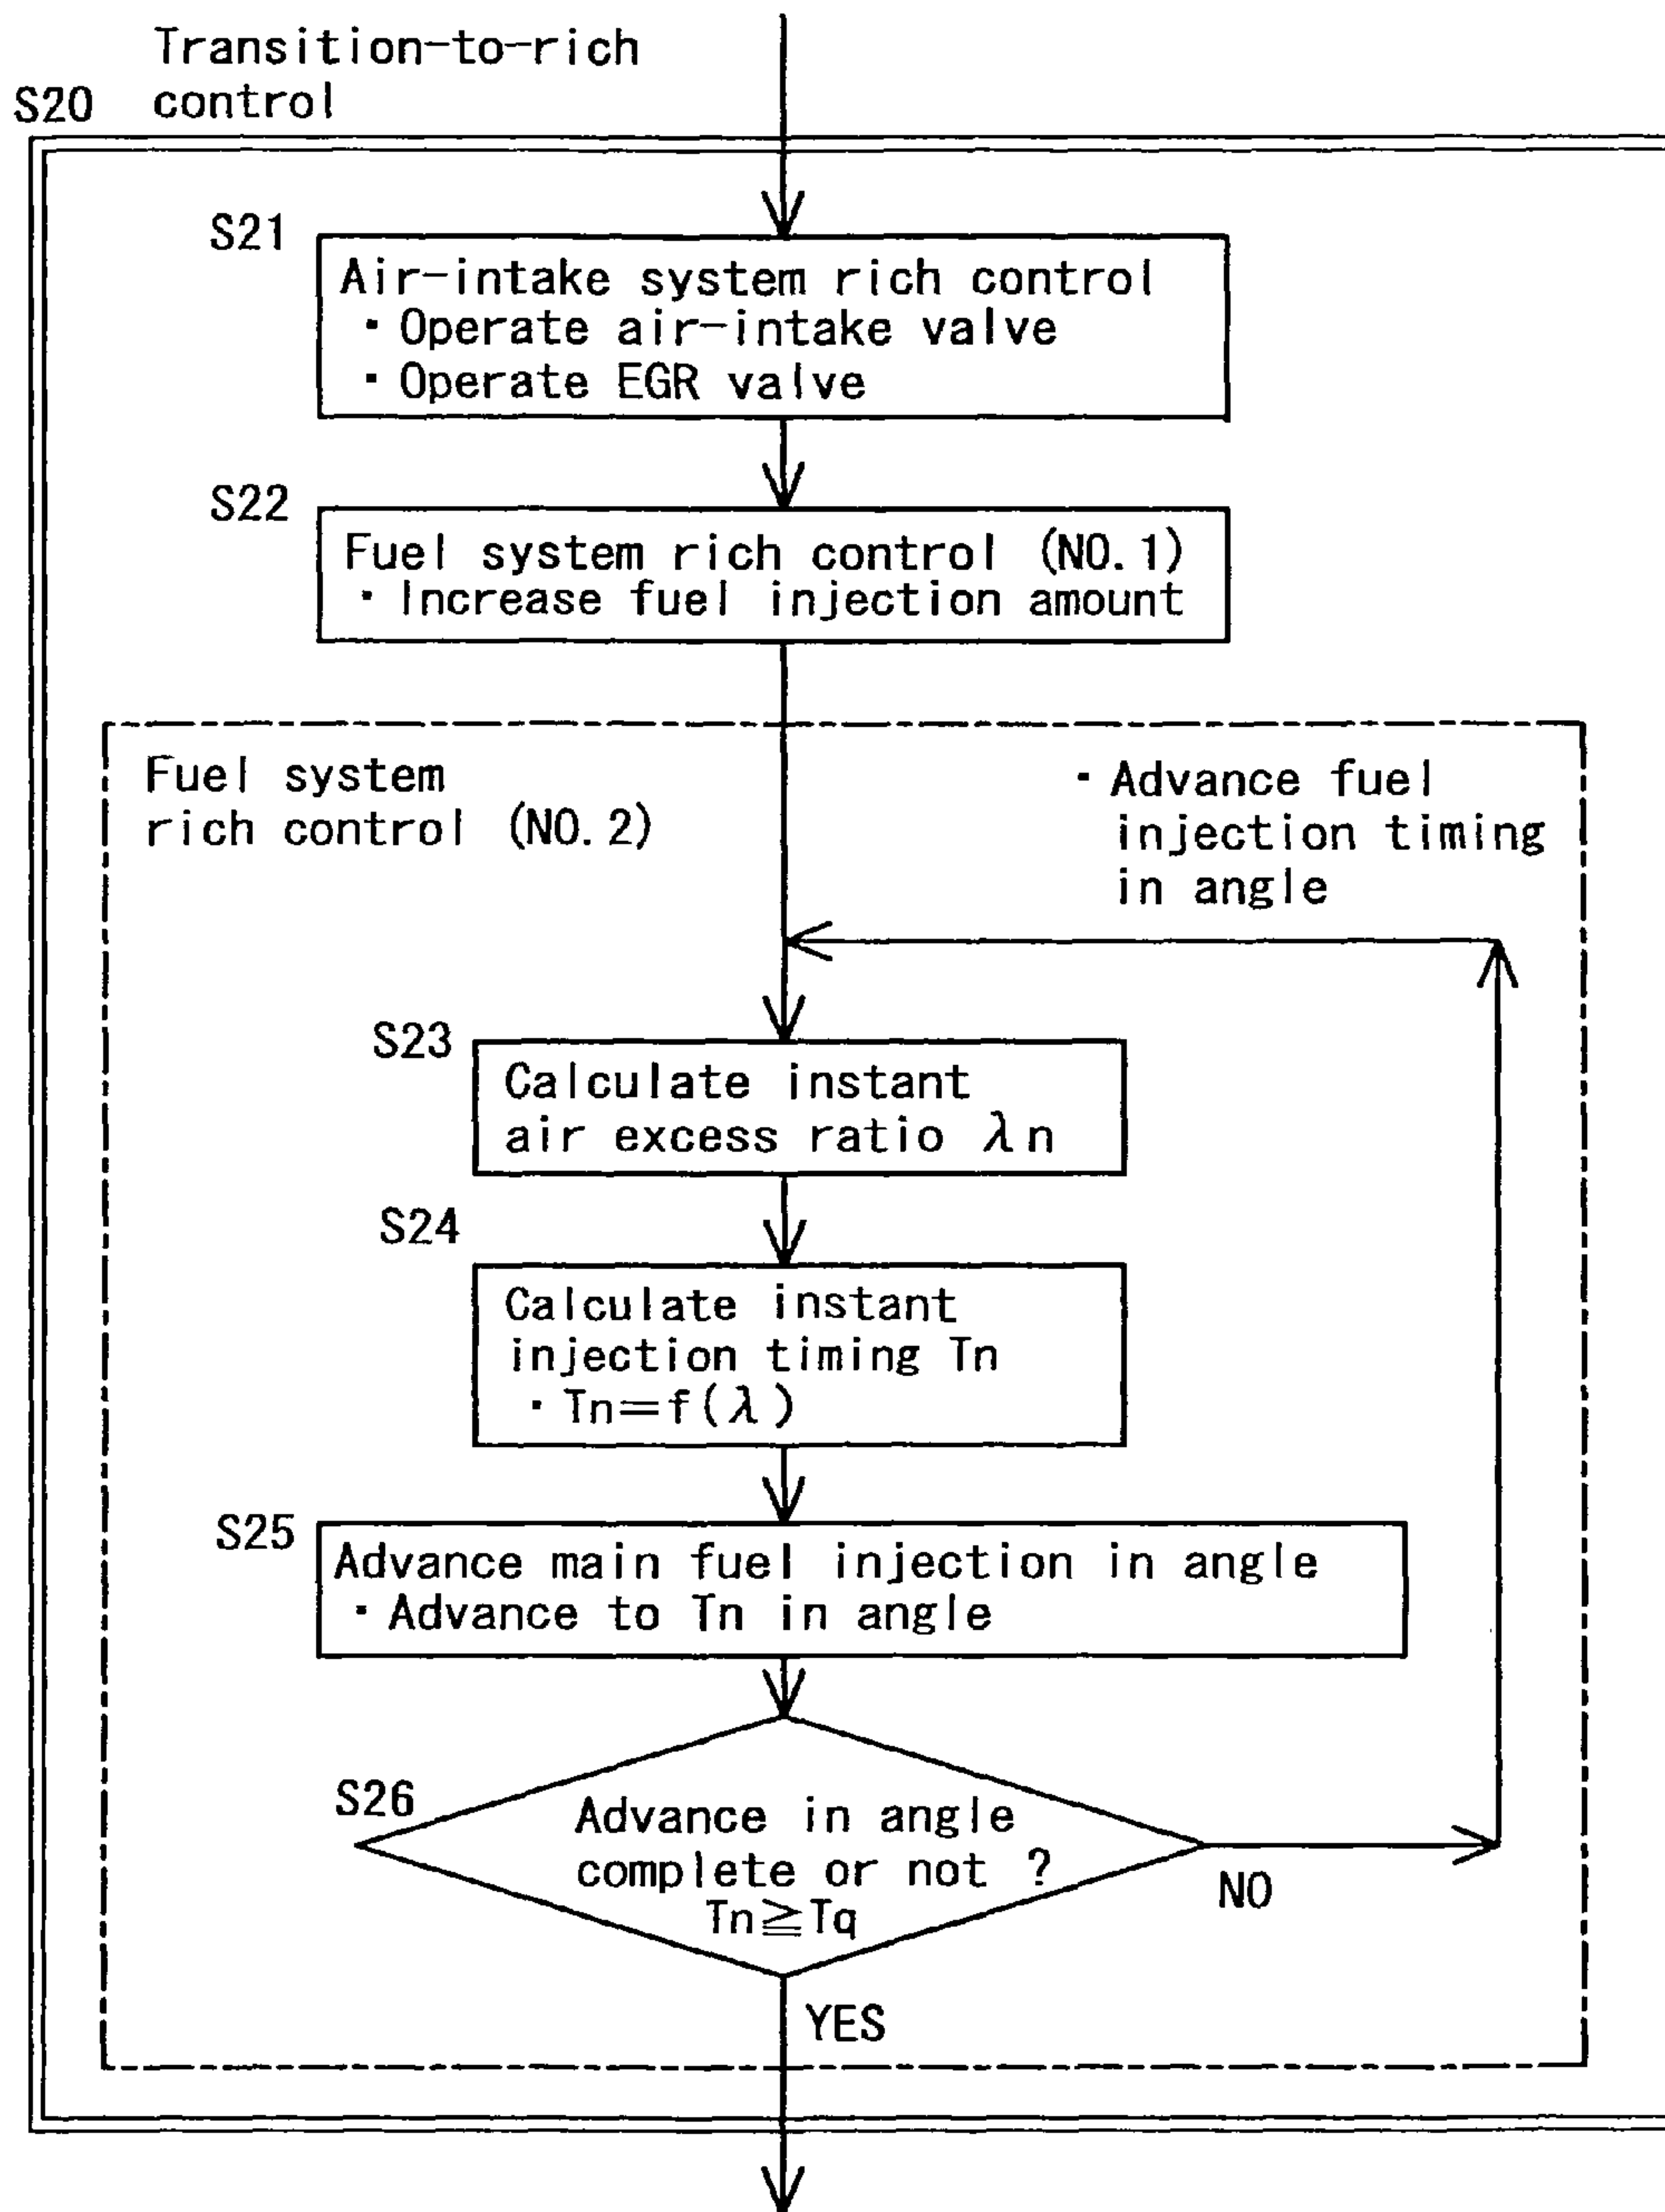 Transition-to-rich
control
S20
S21
Air-intake system rich control
・Operate air-intake valve
・Operate EGR valve
S22
Fuel system rich control (NO.1)
・Increase fuel injection amount
Fuel system
rich control (NO.2)
・Advance fuel
injection timing
in angle
S23
Calculate instant
air excess ratio λn
S24
Calculate instant
injection timing Tn
・Tn=f(λ)
S25
Advance main fuel injection in angle
・Advance to Tn in angle
S26
Advance in angle
complete or not ?
Tn≧Tq
NO
YES